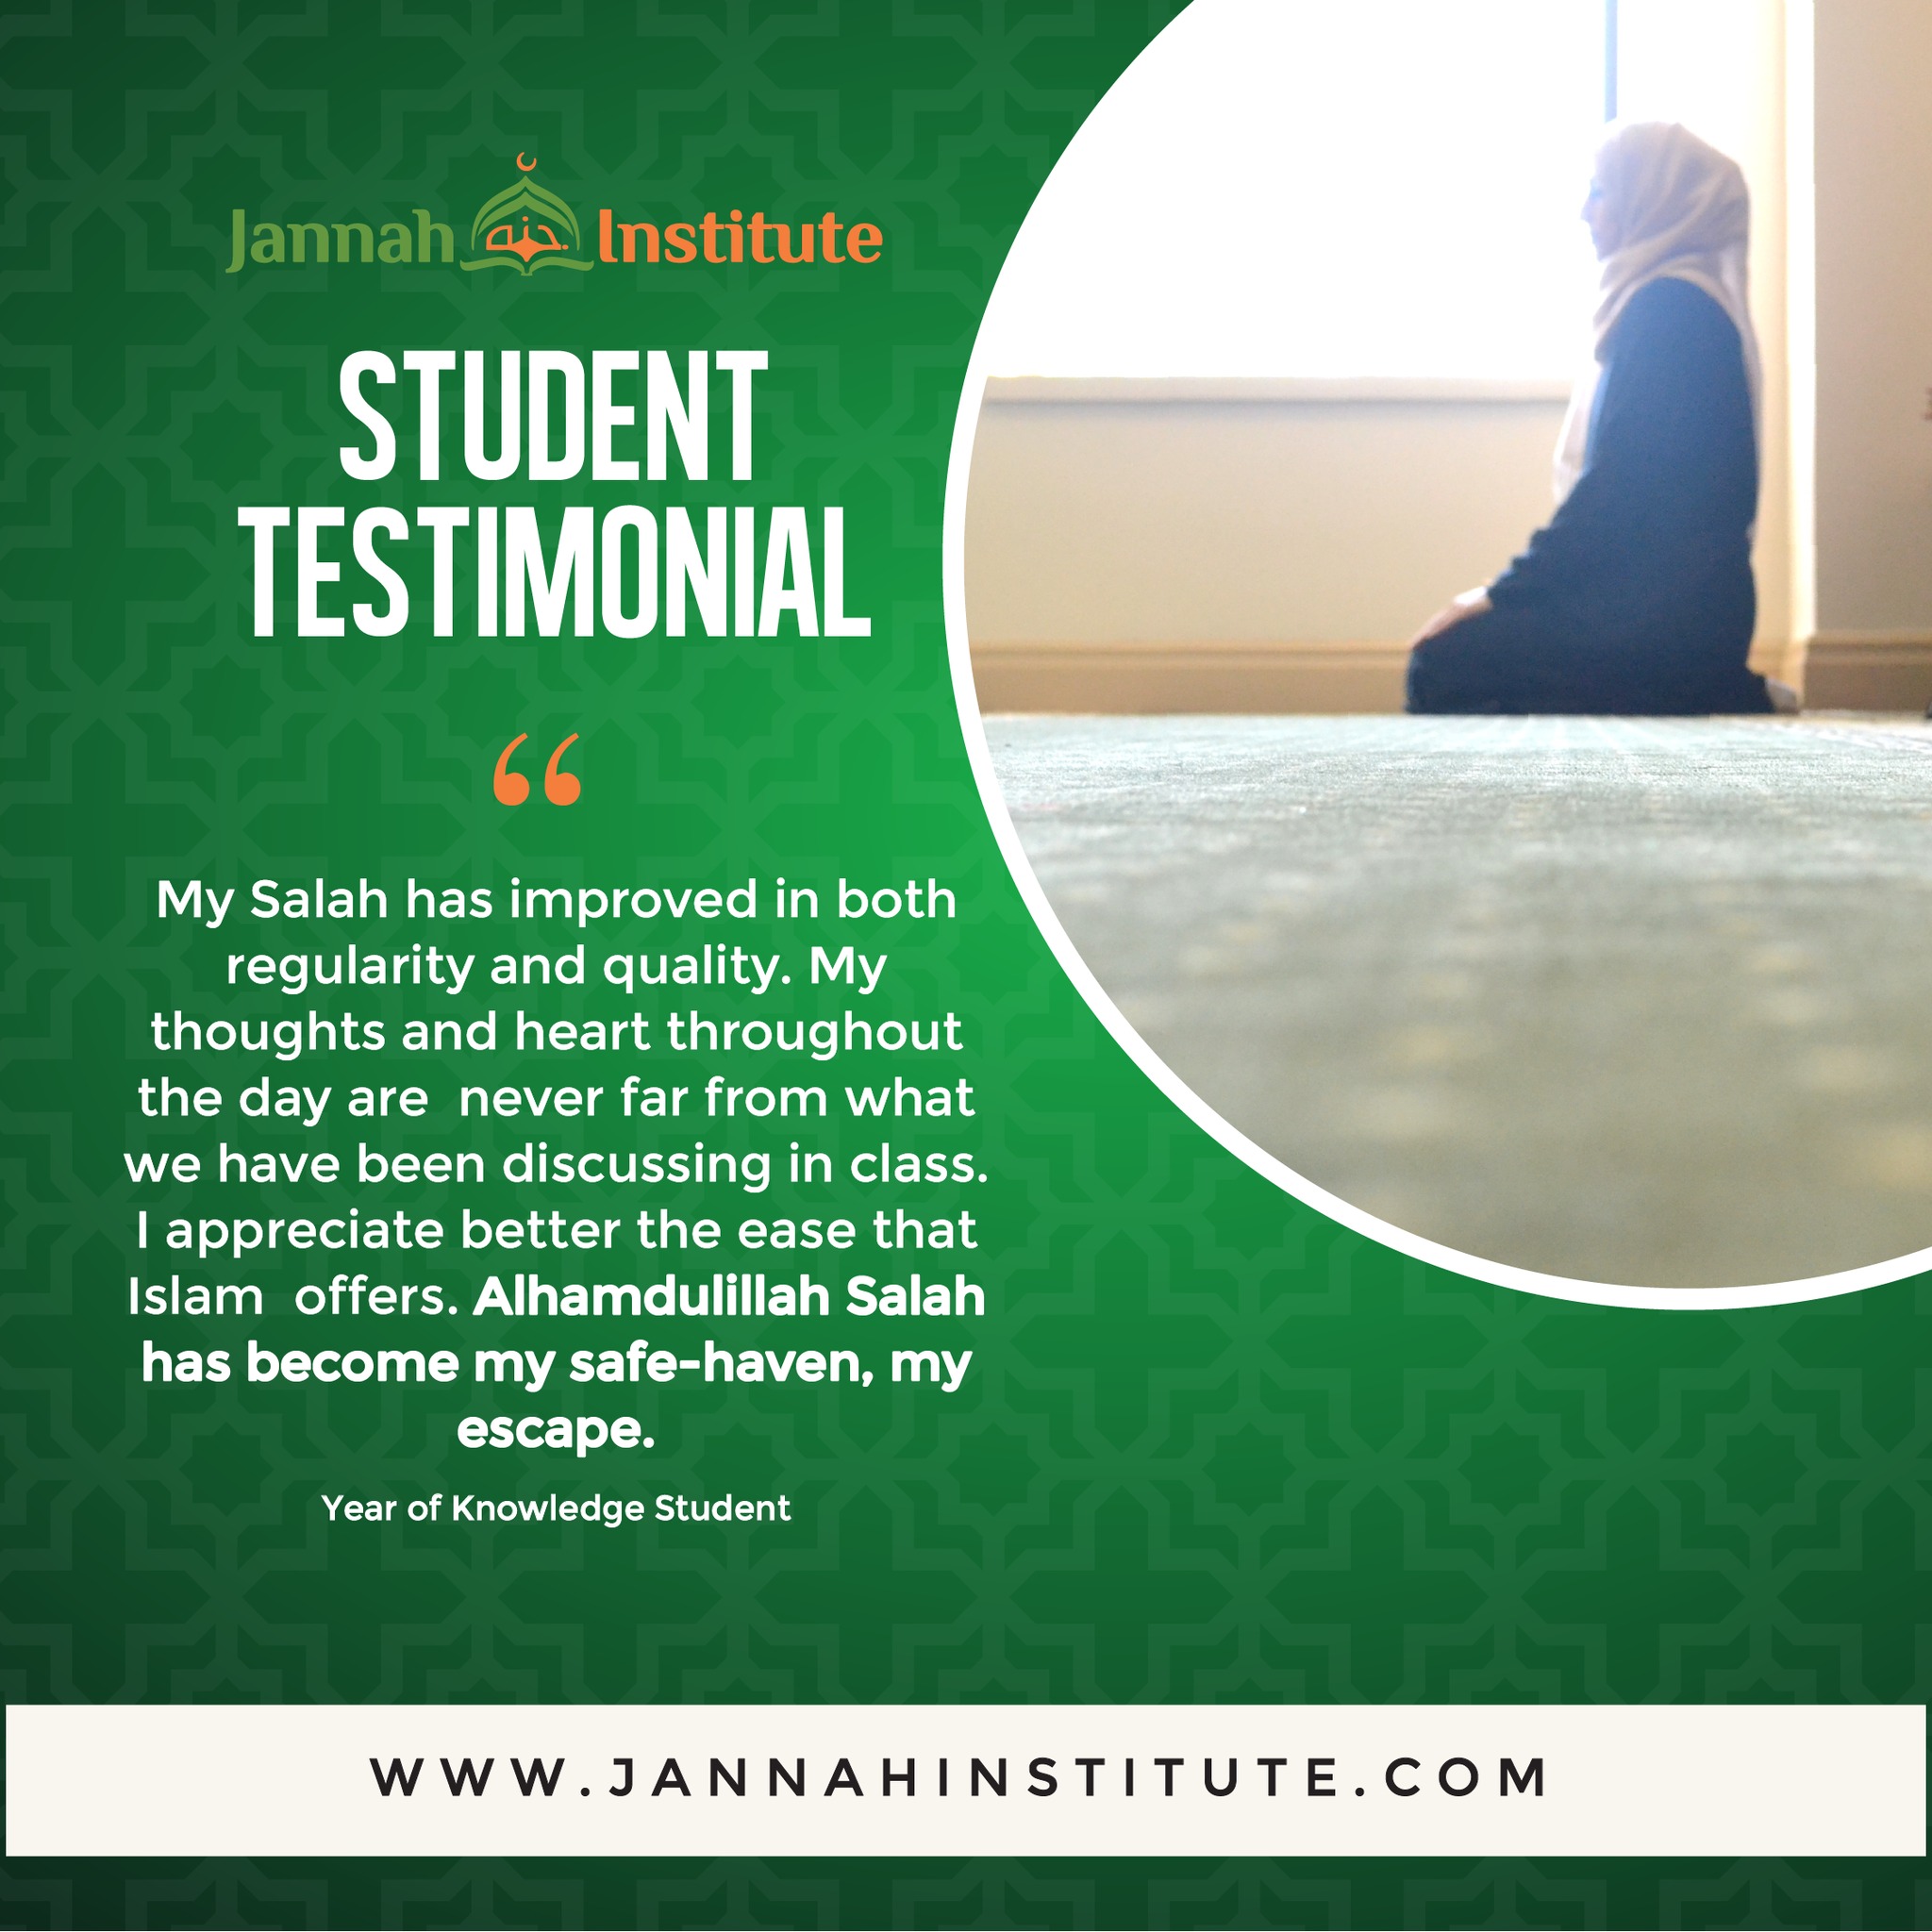 Jannah جنة Institute
STUDENT
TESTIMONIAL
“
My Salah has improved in both
regularity and quality. My
thoughts and heart throughout
the day are never far from what
we have been discussing in class.
I appreciate better the ease that
Islam offers. Alhamdulillah Salah
has become my safe-haven, my
escape.
Year of Knowledge Student
WWW.JANNAHINSTITUTE.COM